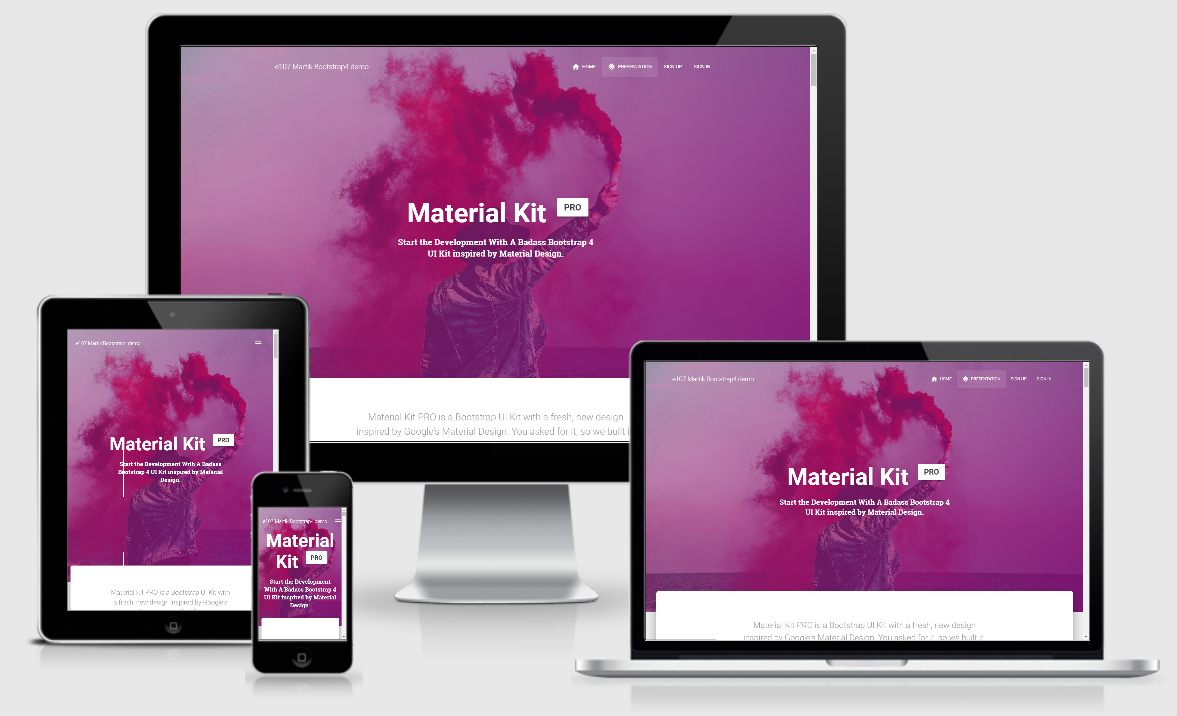 e107 Martik Bootstrap4 demo
HOME PRESENTATION SIGN UP SIGN IN
Material Kit PRO
Start the Development With A Badass Bootstrap 4
UI Kit inspired by Material Design.
Material Kit PRO is a Bootstrap UI Kit with a fresh, new design
inspired by Google's Material Design. You asked for it, so we built i
e107 Martik Bootstrap4 demo
Material Kit PRO
Start the Development With A Badass
Bootstrap 4 UI Kit inspired by Material
Design.
Material Kit PRO is a Bootstrap UI Kit with
a fresh, new design inspired by Google's
e107 Martik Bootstrap4 demo
Material
Kit PRO
Start the Development
With A Badass Bootstrap 4
UI Kit inspired by Material
Design.
e107 Martik Bootstrap4 demo
HOME PRESENTATION SIGN UP SIGN IN
Material Kit PRO
Start the Development With A Badass Bootstrap 4
UI Kit inspired by Material Design.
Material Kit PRO is a Bootstrap UI Kit with a fresh, new design
inspired by Google's Material Design. You asked for it, so we built it